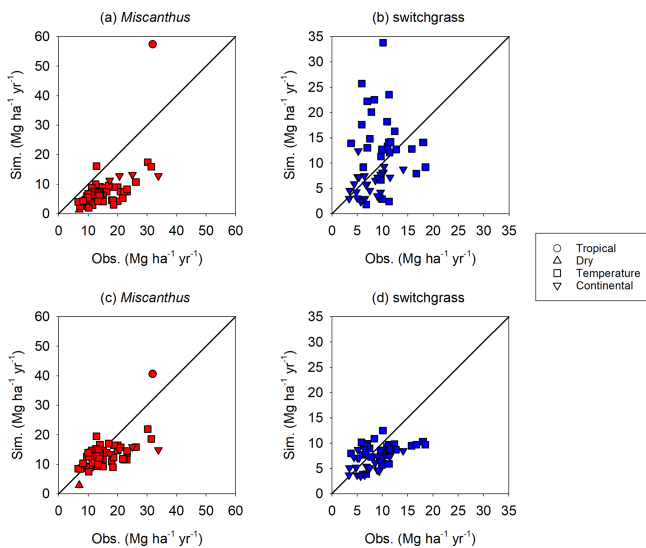 (a) Miscanthus
(b) switchgrass
Sim. (Mg ha⁻¹ yr⁻¹)
60
50
40
30
20
10
0
0 10 20 30 40 50 60
Obs. (Mg ha⁻¹ yr⁻¹)
Sim. (Mg ha⁻¹ yr⁻¹)
35
30
25
20
15
10
5
0
0 5 10 15 20 25 30 35
Obs. (Mg ha⁻¹ yr⁻¹)
Tropical
Dry
Temperature
Continental
(c) Miscanthus
(d) switchgrass
Sim. (Mg ha⁻¹ yr⁻¹)
60
50
40
30
20
10
0
0 10 20 30 40 50 60
Obs. (Mg ha⁻¹ yr⁻¹)
Sim. (Mg ha⁻¹ yr⁻¹)
35
30
25
20
15
10
5
0
0 5 10 15 20 25 30 35
Obs. (Mg ha⁻¹ yr⁻¹)